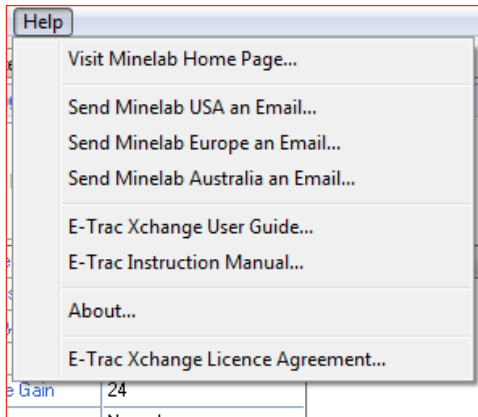 Help
Visit Minelab Home Page...
Send Minelab USA an Email...
Send Minelab Europe an Email...
Send Minelab Australia an Email...
E-Trac Xchange User Guide...
E-Trac Instruction Manual...
About...
E-Trac Xchange Licence Agreement...
e Gain 24